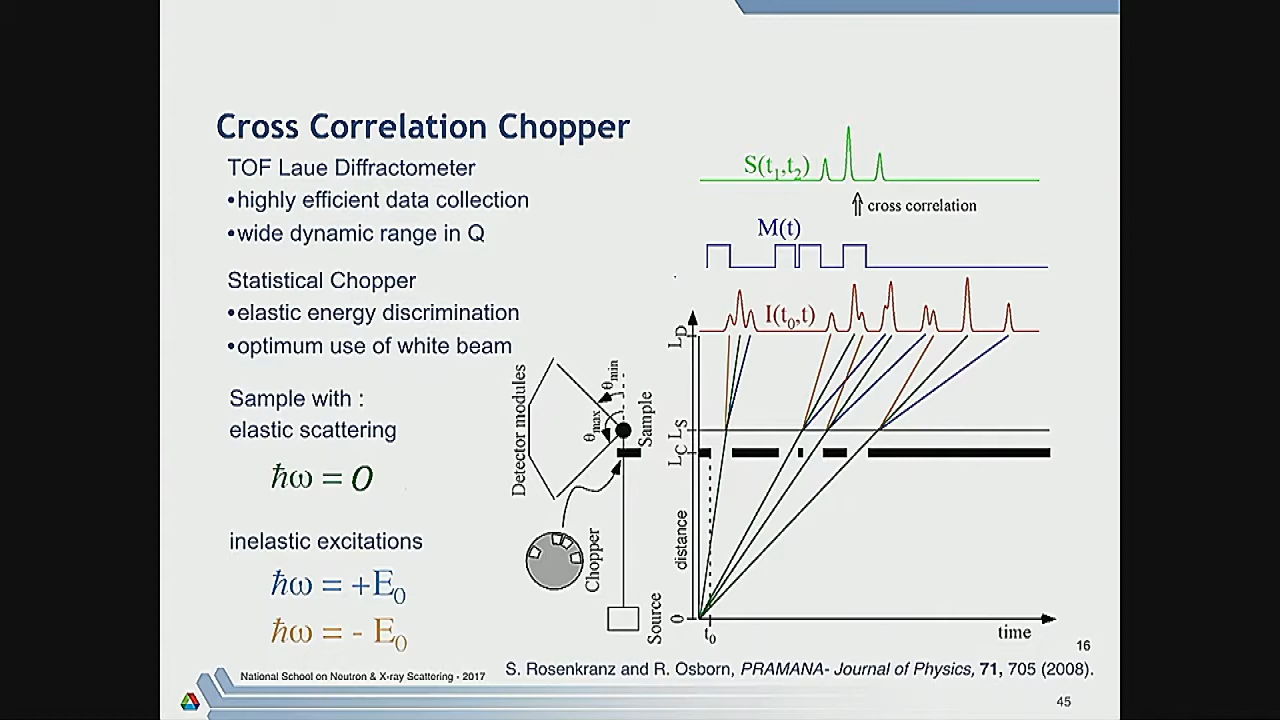 Cross Correlation Chopper
TOF Laue Diffractometer
•highly efficient data collection
•wide dynamic range in Q
Statistical Chopper
•elastic energy discrimination
•optimum use of white beam
Sample with :
elastic scattering
ℏω = 0
inelastic excitations
ℏω = +E₀
ℏω = - E₀
S(t₁,t₂)
cross correlation
M(t)
I(t₀,t)
L_D
L_S
L_C
distance
0
t₀
time
Detector modules
θmin
θmax
Sample
Chopper
Source
16
S. Rosenkranz and R. Osborn, PRAMANA- Journal of Physics, 71, 705 (2008).
National School on Neutron & X-ray Scattering - 2017
45